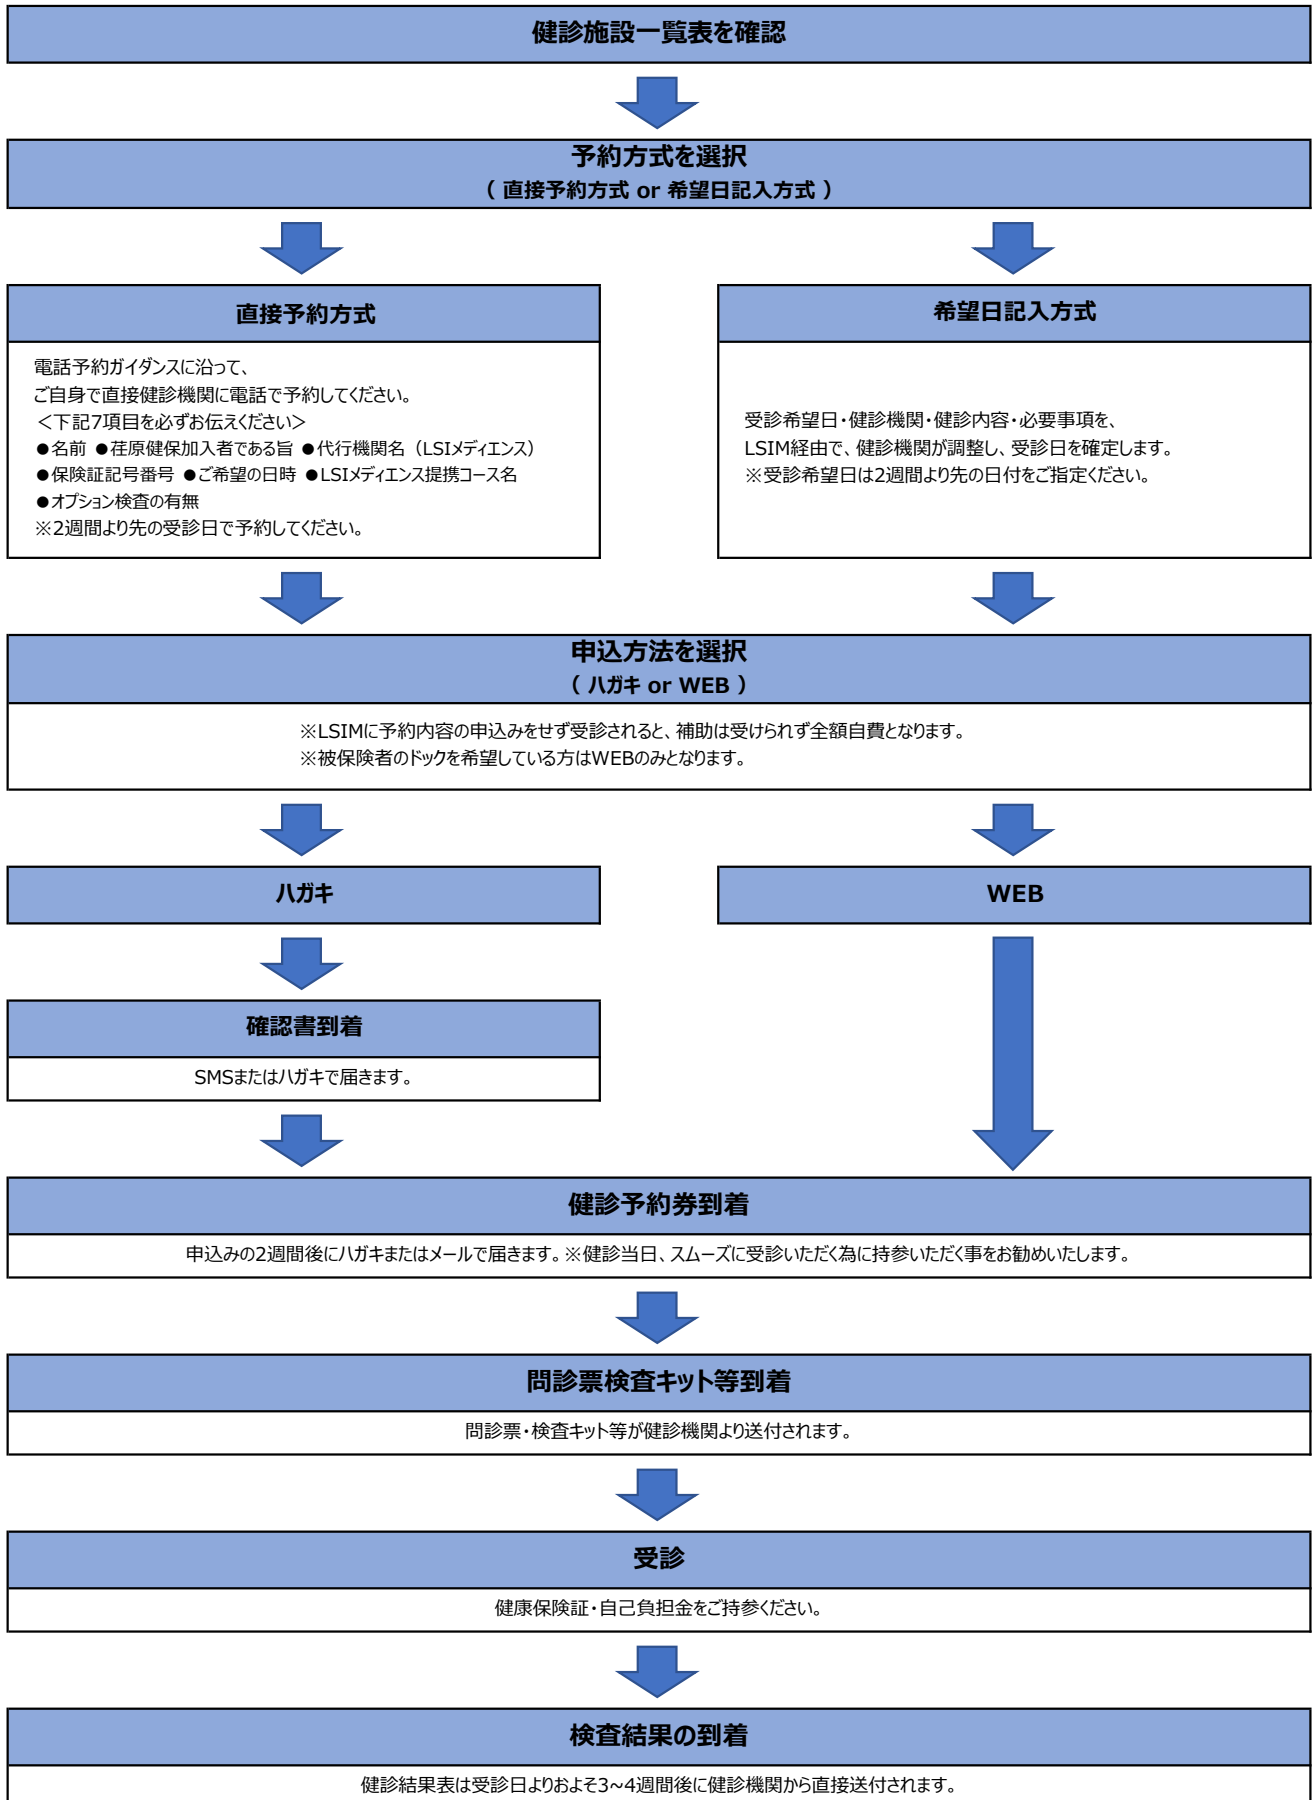 健診施設一覧表を確認
予約方式を選択
（ 直接予約方式 or 希望日記入方式 ）
直接予約方式
電話予約ガイダンスに沿って、
ご自身で直接健診機関に電話で予約してください。
＜下記7項目を必ずお伝えください＞
●名前 ●荏原健保加入者である旨 ●代行機関名（LSIメディエンス）
●保険証記号番号 ●ご希望の日時 ●LSIメディエンス提携コース名
●オプション検査の有無
※2週間より先の受診日で予約してください。
希望日記入方式
受診希望日・健診機関・健診内容・必要事項を、
LSIM経由で、健診機関が調整し、受診日を確定します。
※受診希望日は2週間より先の日付をご指定ください。
申込方法を選択
（ ハガキ or WEB ）
※LSIMに予約内容の申込みをせず受診されると、補助は受けられず全額自費となります。
※被保険者のドックを希望している方はWEBのみとなります。
ハガキ
WEB
確認書到着
SMSまたはハガキで届きます。
健診予約券到着
申込みの2週間後にハガキまたはメールで届きます。※健診当日、スムーズに受診いただく為に持参いただく事をお勧めいたします。
問診票検査キット等到着
問診票・検査キット等が健診機関より送付されます。
受診
健康保険証・自己負担金をご持参ください。
検査結果の到着
健診結果表は受診日よりおよそ3~4週間後に健診機関から直接送付されます。